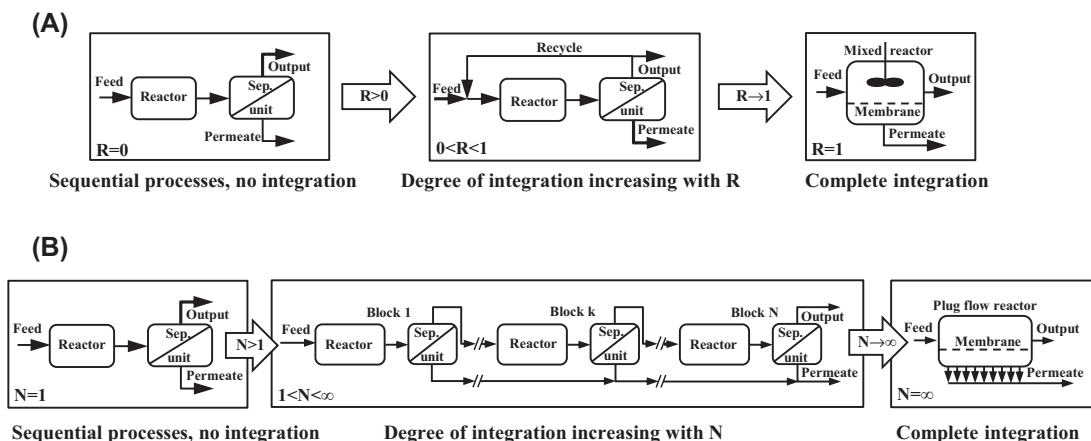 (A)
Feed
Reactor
Sep.
unit
Output
Permeate
R=0
R>0
Recycle
Feed
Reactor
Sep.
unit
Output
Permeate
0<R<1
R→1
Mixed
reactor
Feed
Output
Membrane
Permeate
R=1
Sequential processes, no integration
Degree of integration increasing with R
Complete integration
(B)
Feed
Reactor
Sep.
unit
Output
Permeate
N=1
N>1
Feed
Reactor
Block 1
Sep.
unit
Reactor
Block k
Sep.
unit
Reactor
Block N
Sep.
unit
Output
Permeate
1<N<∞
N→∞
Plug flow reactor
Feed
Output
Membrane
Permeate
N=∞
Sequential processes, no integration
Degree of integration increasing with N
Complete integration